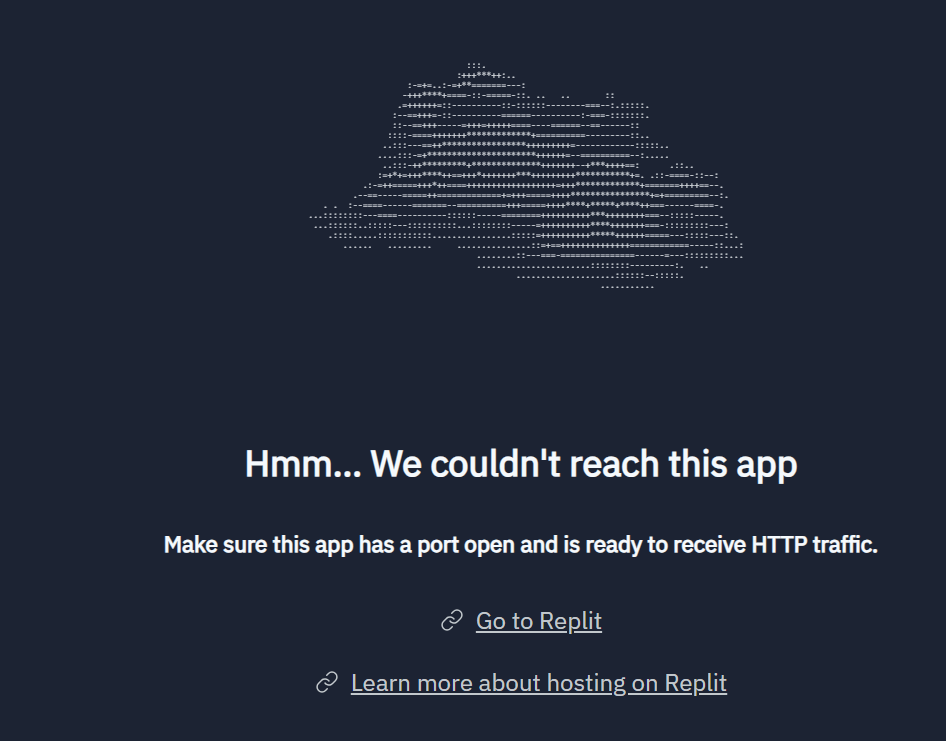 Hmm... We couldn't reach this app
Make sure this app has a port open and is ready to receive HTTP traffic.
Go to Replit
Learn more about hosting on Replit